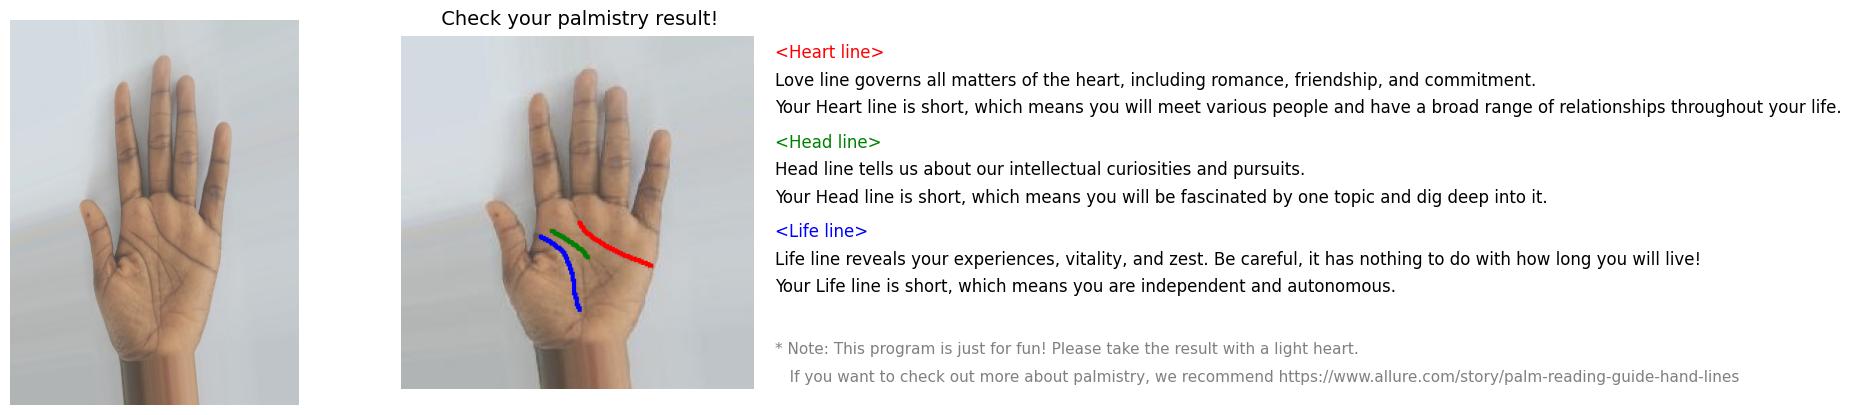 Check your palmistry result!
<Heart line>
Love line governs all matters of the heart, including romance, friendship, and commitment.
Your Heart line is short, which means you will meet various people and have a broad range of relationships throughout your life.
<Head line>
Head line tells us about our intellectual curiosities and pursuits.
Your Head line is short, which means you will be fascinated by one topic and dig deep into it.
<Life line>
Life line reveals your experiences, vitality, and zest. Be careful, it has nothing to do with how long you will live!
Your Life line is short, which means you are independent and autonomous.
* Note: This program is just for fun! Please take the result with a light heart.
If you want to check out more about palmistry, we recommend https://www.allure.com/story/palm-reading-guide-hand-lines